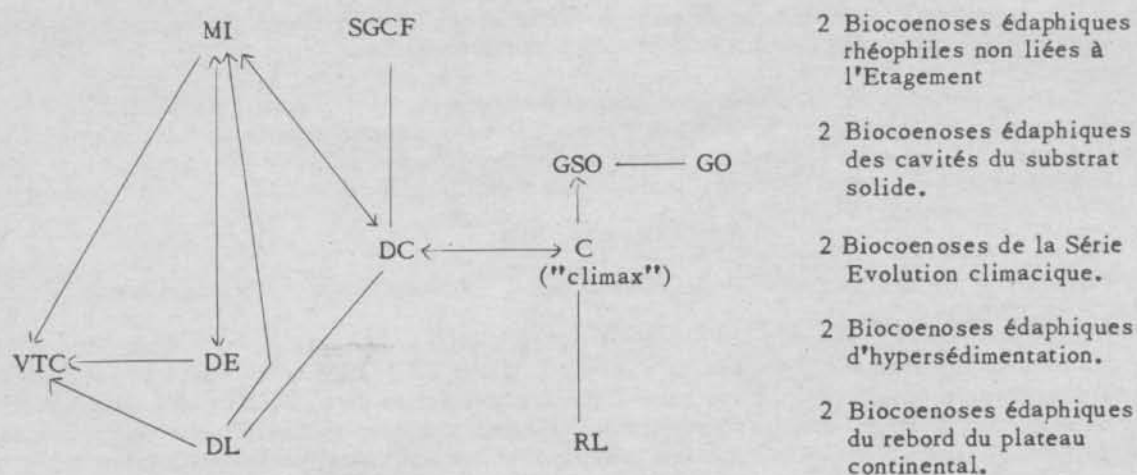 MI SGCF
GSO GO
DC C
("climax")
VTC DE
DL RL
2 Biocoenoses édaphiques
rhéophiles non liées à
l'Etagement
2 Biocoenoses édaphiques
des cavités du substrat
solide.
2 Biocoenoses de la Série
Evolution climacique.
2 Biocoenoses édaphiques
d'hypersédimentation.
2 Biocoenoses édaphiques
du rebord du plateau
continental.